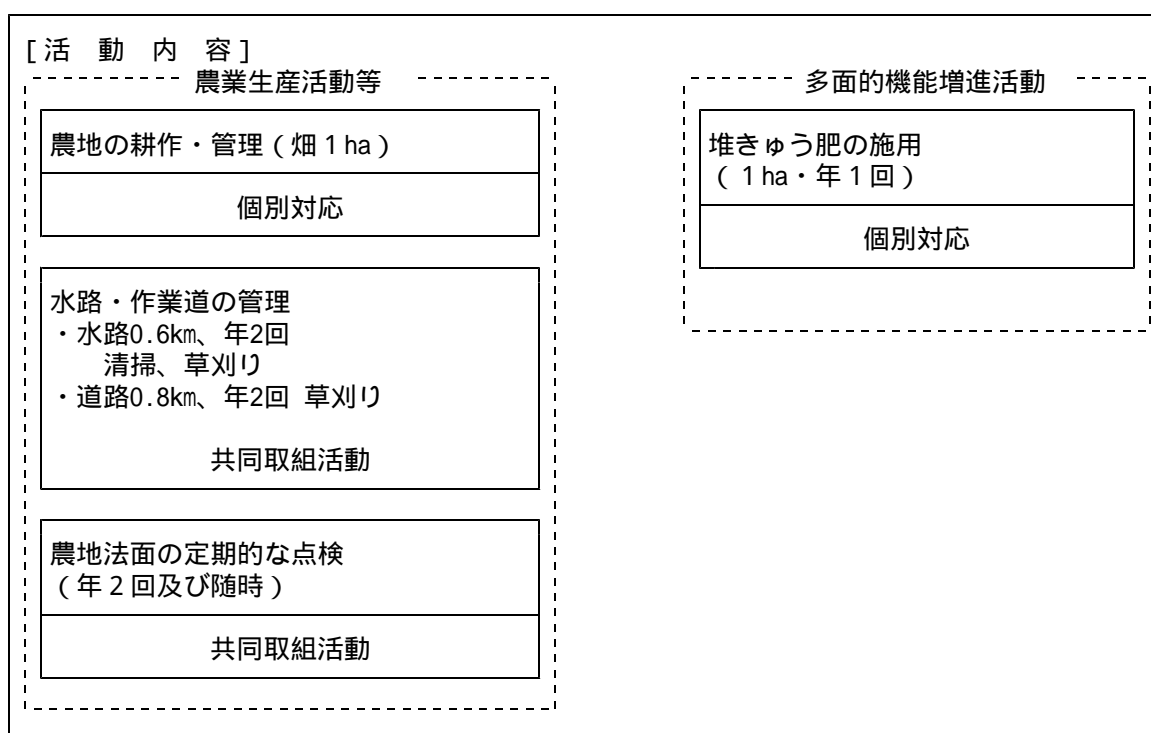 [活 動 内 容]
農業生産活動等
農地の耕作・管理(畑1ha)
個別対応
水路・作業道の管理
・水路0.6㎞、年2回
清掃、草刈り
・道路0.8㎞、年2回 草刈り
共同取組活動
農地法面の定期的な点検
(年2回及び随時)
共同取組活動
多面的機能増進活動
堆きゅう肥の施用
(1ha・年1回)
個別対応